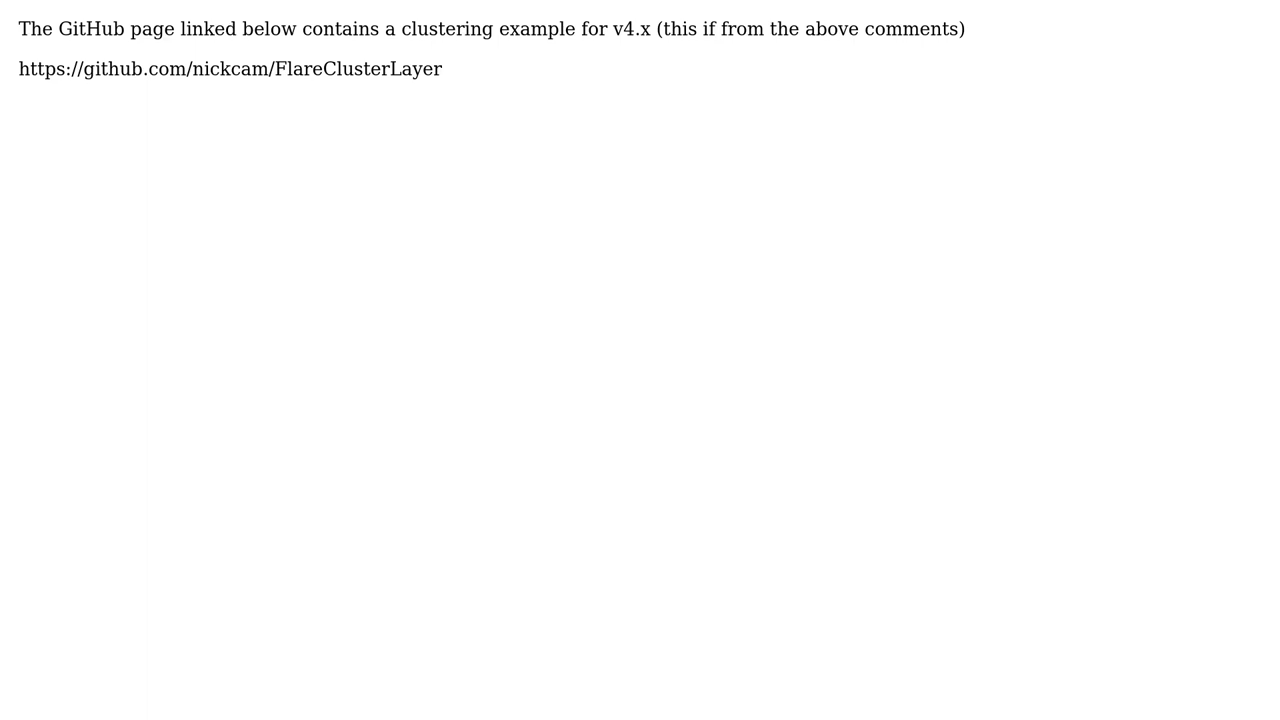 The GitHub page linked below contains a clustering example for v4.x (this if from the above comments)
https://github.com/nickcam/FlareClusterLayer